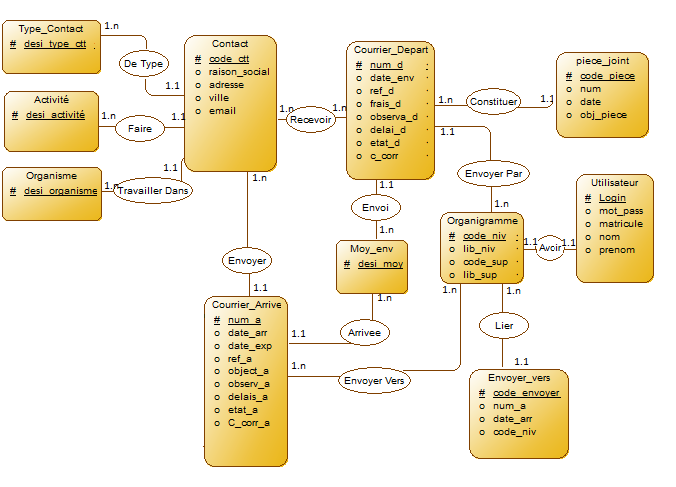 Type_Contact
# desi_type_ctt
1.n
De Type
1.1
Activité
# desi_activité
1.n
Faire
1.1
Organisme
# desi_organisme
1.n
Travailler Dans
1.1
Contact
# code_ctt
o raison_social
o adresse
o ville
o email
1.n
Recevoir
1.n
Courrier_Depart
# num_d
o date_env
o ref_d
o frais_d
o observa_d
o delai_d
o etat_d
o c_corr
1.n
Constituer
1.1
piece_joint
# code_piece
o num
o date
o obj_piece
1.1
Envoyer Par
1.n
Utilisateur
# Login
o mot_pass
o matricule
o nom
o prenom
Organigramme
# code_niv
o lib_niv
o code_sup
o lib_sup
1.1
Avoir
1.1
1.1
Envoi
1.n
Moy_env
# desi_moy
1.n
1.n
Envoyer
1.1
Courrier_Arrive
# num_a
o date_arr
o date_exp
o ref_a
o object_a
o observ_a
o delais_a
o etat_a
o C_corr_a
1.1
Arrivee
1.n
Envoyer Vers
1.n
1.n
Lier
1.1
Envoyer_vers
# code_envoyer
o num_a
o date_arr
o code_niv